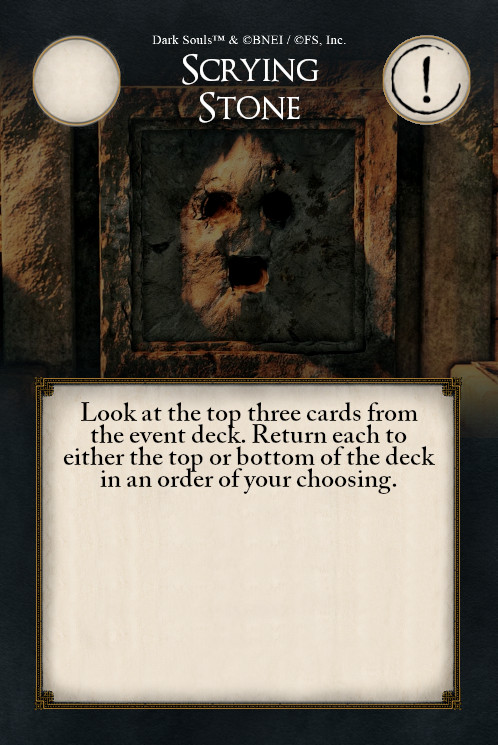 Dark Souls™ & ©BNEI / ©FS, Inc.
Scrying
Stone
!
Look at the top three cards from
the event deck. Return each to
either the top or bottom of the deck
in an order of your choosing.